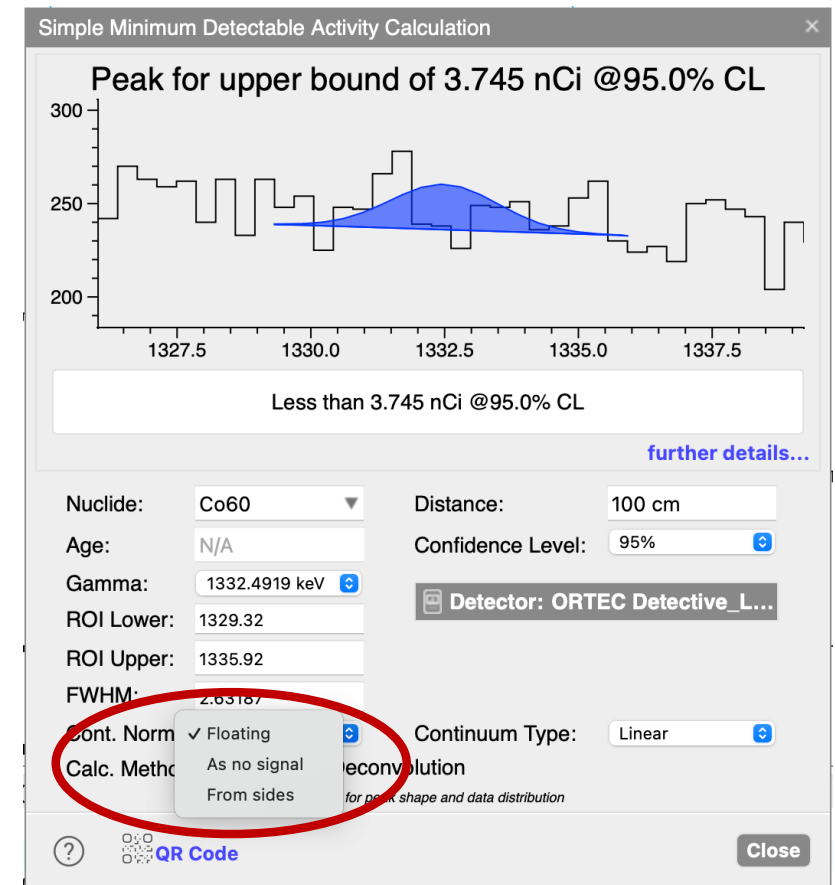 Simple Minimum Detectable Activity Calculation
Peak for upper bound of 3.745 nCi @95.0% CL
300
250
200
1327.5 1330.0 1332.5 1335.0 1337.5
Less than 3.745 nCi @95.0% CL
further details...
Nuclide: Co60 Distance: 100 cm
Age: N/A Confidence Level: 95%
Gamma: 1332.4919 keV Detector: ORTEC Detective_L...
ROI Lower: 1329.32
ROI Upper: 1335.92
FWHM: 2.63187
Cont. Norm ✓ Floating Continuum Type: Linear
As no signal
Calc. Metho econvolution
From sides for peak shape and data distribution
? QR Code Close